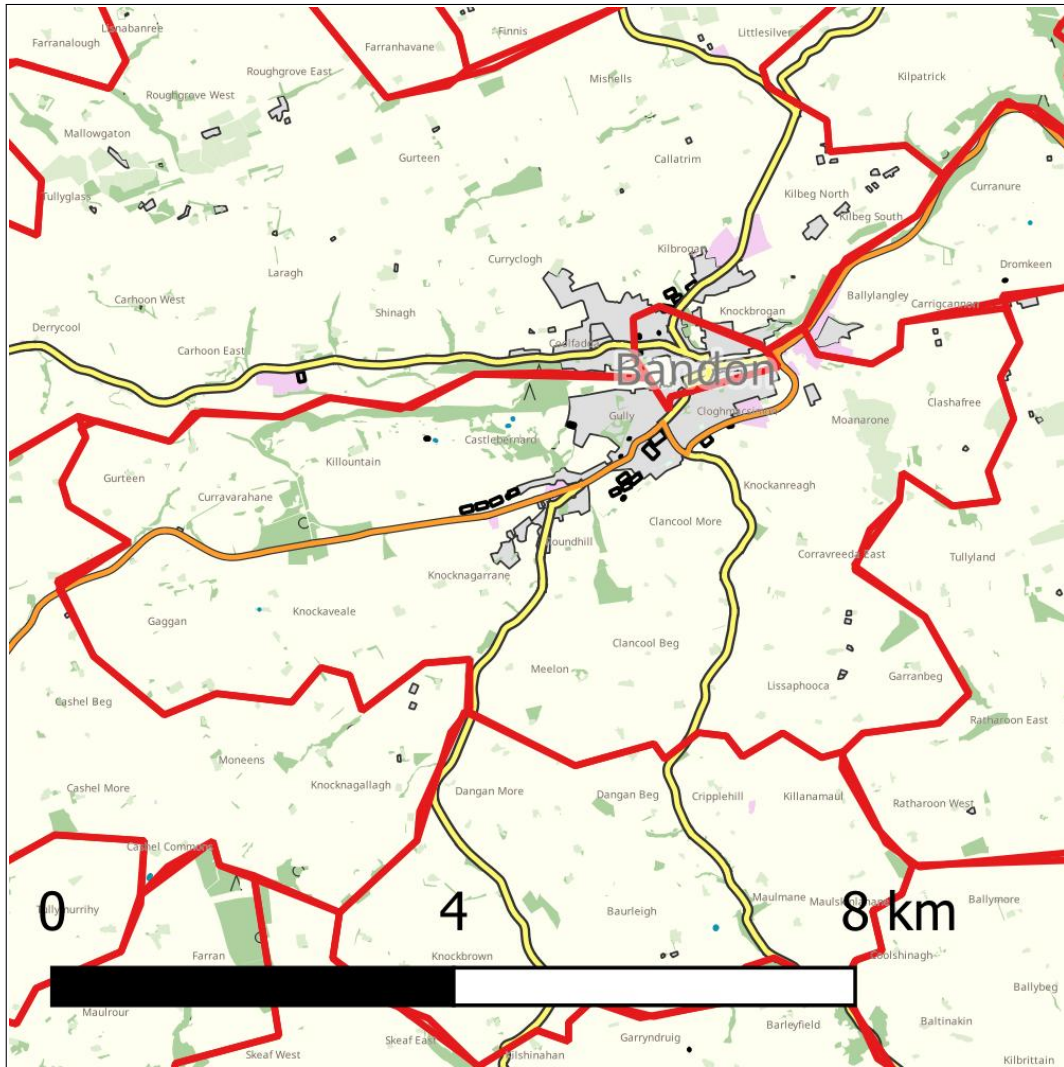 Lisnabanree
Farranalough
Farranhavane
Finnis
Littlesilver
Roughgrove East
Mishells
Kilpatrick
Roughgrove West
Mallowgaton
Gurteen
Callatrim
Tullyglass
Kilbeg North
Curranure
Kilbeg South
Kilbrogan
Curryclogh
Laragh
Dromkeen
Carhoon West
Shinagh
Ballylangley
Carrigcannon
Derrycool
Knockbrogan
Carhoon East
Coolfadda
Bandon
Clashafree
Gully
Moanarone
Castlebernard
Killountain
Gurteen
Curravarahane
Knockanreagh
Clancool More
Roundhill
Corravreeda East
Tullyland
Knocknagarrane
Knockaveale
Gaggan
Clancool Beg
Meelon
Garranbeg
Lissaphooca
Cashel Beg
Ratharoon East
Moneens
Cashel More
Knocknagallagh
Dangan More
Dangan Beg
Cripplehill
Killanamaul
Ratharoon West
Cashel Commons
0
4
8 km
Maulmane
Ballymore
Baurleigh
Farran
Knockbrown
Coolshinagh
Ballybeg
Maulrour
Baltinakin
Barleyfield
Garryndruig
Skeaf East
Skeaf West
Kilshinahan
Kilbrittain